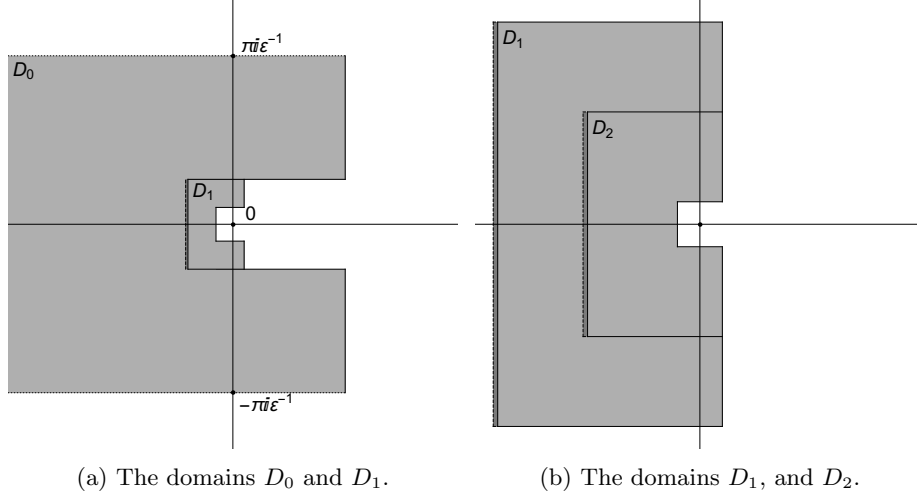 πiε⁻¹
D₀
D₁
0
-πiε⁻¹
D₁
D₂
(a) The domains D₀ and D₁.
(b) The domains D₁, and D₂.